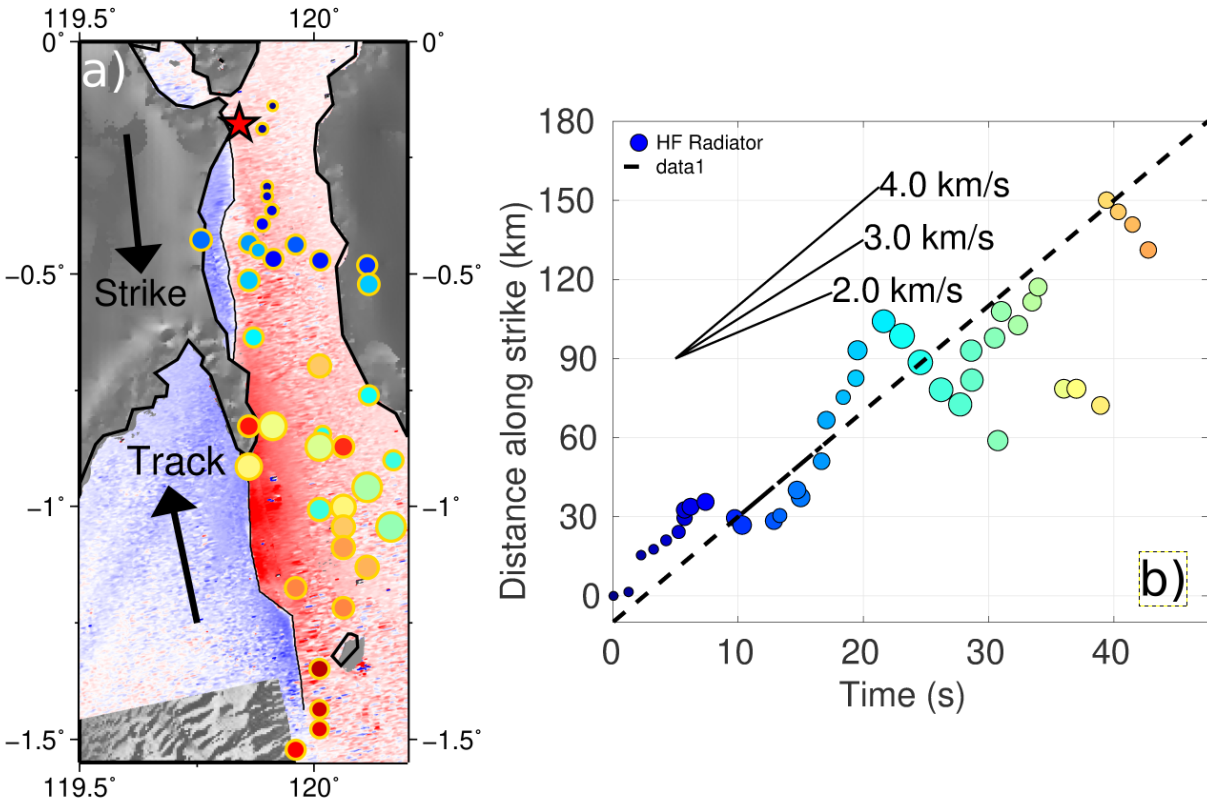 119.5˚ 120˚
0˚ 0˚
a)
Strike
−0.5˚ −0.5˚
Track
−1˚ −1˚
−1.5˚ −1.5˚
119.5˚ 120˚
180
150
120
90
60
30
0
Distance along strike (km)
HF Radiator
data1
4.0 km/s
3.0 km/s
2.0 km/s
b)
0 10 20 30 40
Time (s)